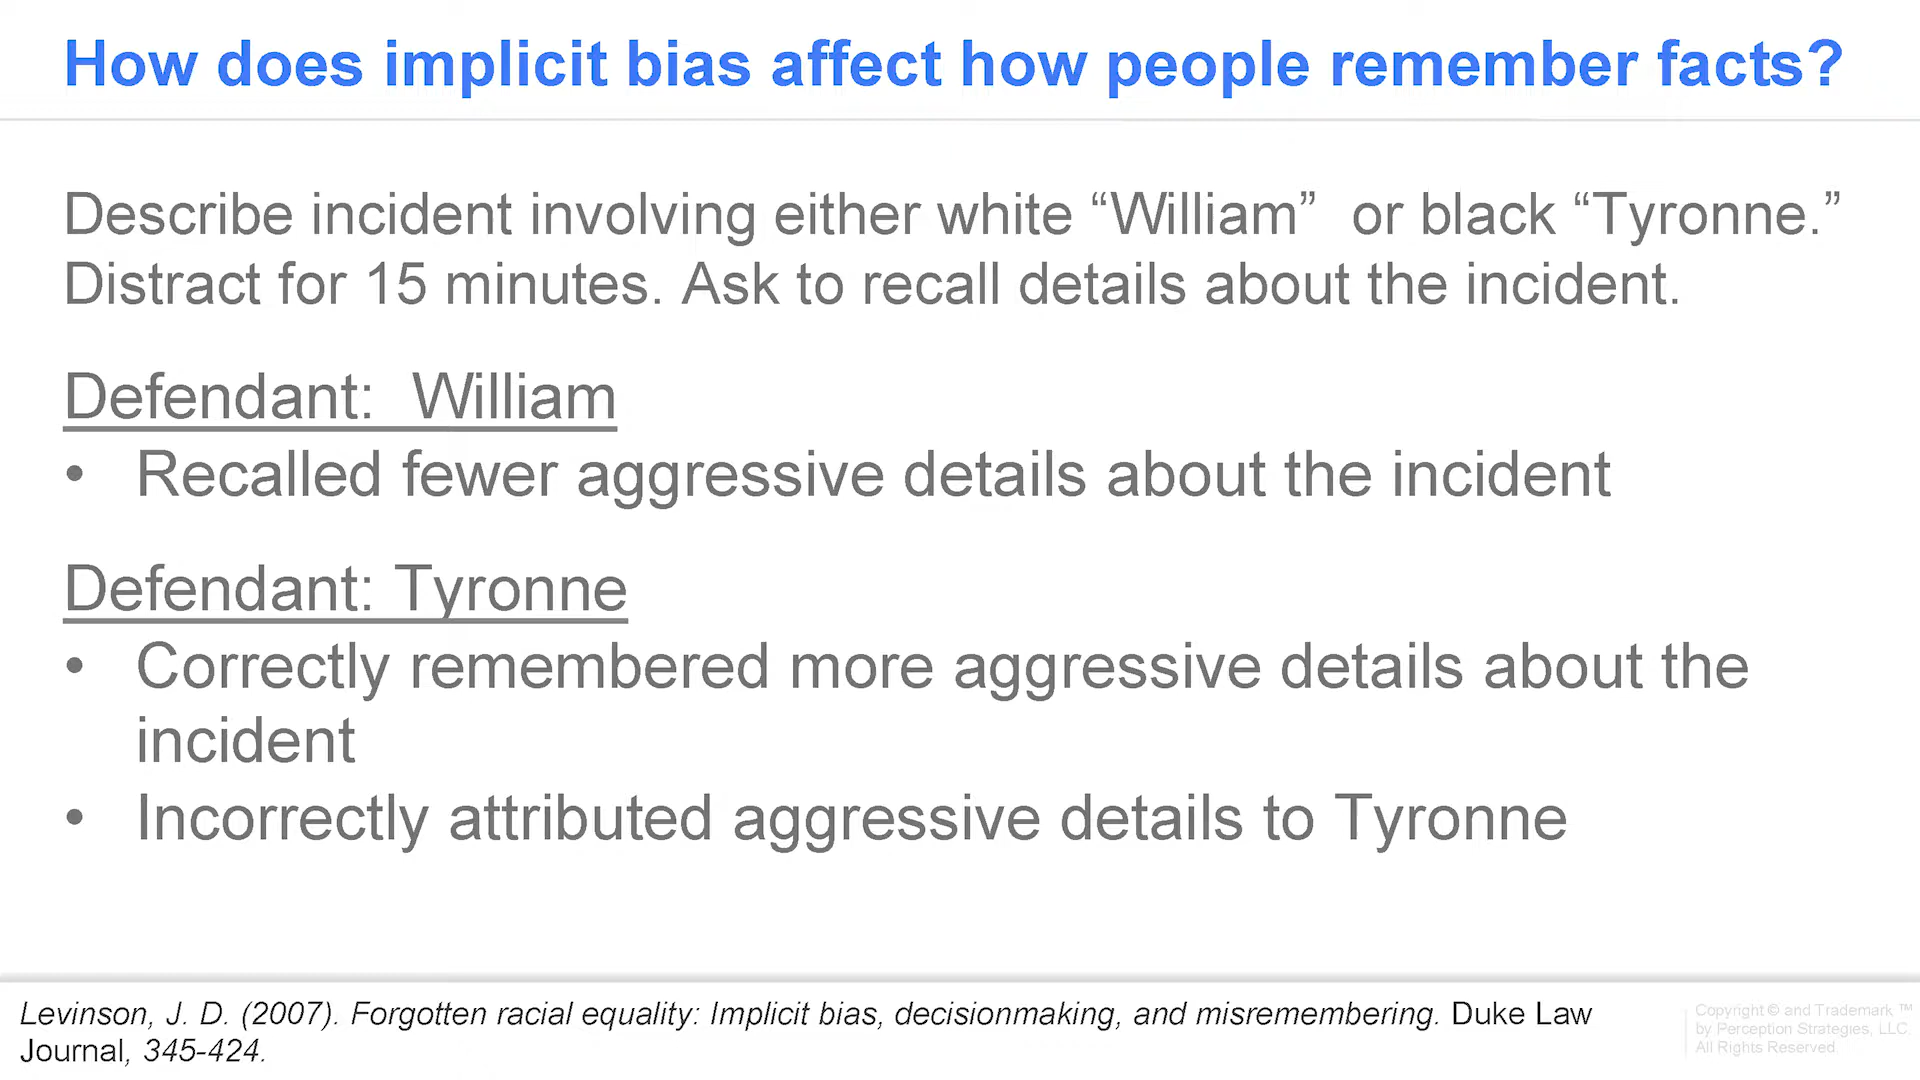 How does implicit bias affect how people remember facts?
Describe incident involving either white “William”  or black “Tyronne.”
Distract for 15 minutes. Ask to recall details about the incident.
Defendant:  William
• Recalled fewer aggressive details about the incident
Defendant: Tyronne
• Correctly remembered more aggressive details about the
incident
• Incorrectly attributed aggressive details to Tyronne
Levinson, J. D. (2007). Forgotten racial equality: Implicit bias, decisionmaking, and misremembering. Duke Law
Journal, 345-424.
Copyright © and Trademark ™
by Perception Strategies, LLC.
All Rights Reserved.